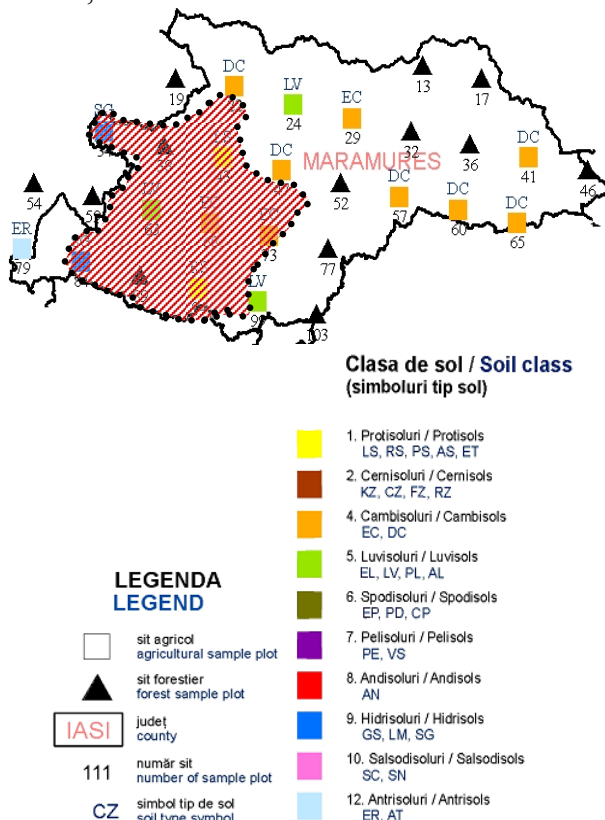 DC
19
LV
24
EC
29
13
17
SG
32
36
DC
MARAMURES
DC
41
46
54
52
DC
57
DC
60
DC
65
ER
79
77
LV
103
Clasa de sol / Soil class
(simboluri tip sol)
1. Protisoluri / Protisols
LS, RS, PS, AS, ET
2. Cernisoluri / Cernisols
KZ, CZ, FZ, RZ
4. Cambisoluri / Cambisols
EC, DC
5. Luvisoluri / Luvisols
EL, LV, PL, AL
6. Spodisoluri / Spodisols
EP, PD, CP
7. Pelisoluri / Pelisols
PE, VS
8. Andisoluri / Andisols
AN
9. Hidrisoluri / Hidrisols
GS, LM, SG
10. Salsodisoluri / Salsodisols
SC, SN
12. Antrisoluri / Antrisols
ER, AT
LEGENDA
LEGEND
sit agricol
agricultural sample plot
sit forestier
forest sample plot
IASI
județ
county
111
număr sit
number of sample plot
CZ
simbol tip de sol
soil type symbol